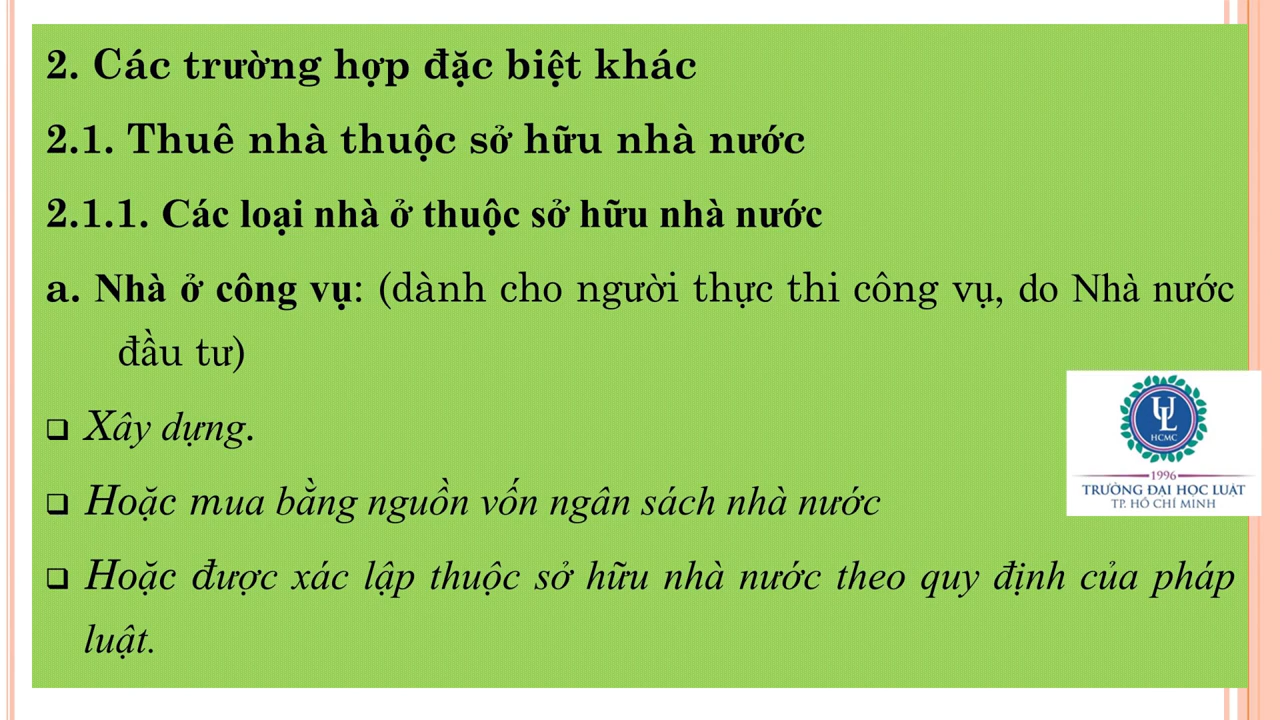 2. Các trường hợp đặc biệt khác
2.1. Thuê nhà thuộc sở hữu nhà nước
2.1.1. Các loại nhà ở thuộc sở hữu nhà nước
a. Nhà ở công vụ: (dành cho người thực thi công vụ, do Nhà nước
đầu tư)
❑ Xây dựng.
❑ Hoặc mua bằng nguồn vốn ngân sách nhà nước
❑ Hoặc được xác lập thuộc sở hữu nhà nước theo quy định của pháp
luật.
UL
HCMC
1996
TRƯỜNG ĐẠI HỌC LUẬT
TP. HỒ CHÍ MINH